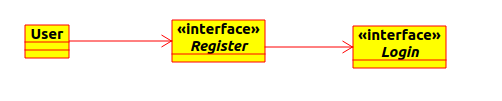 User
«interface»
Register
«interface»
Login